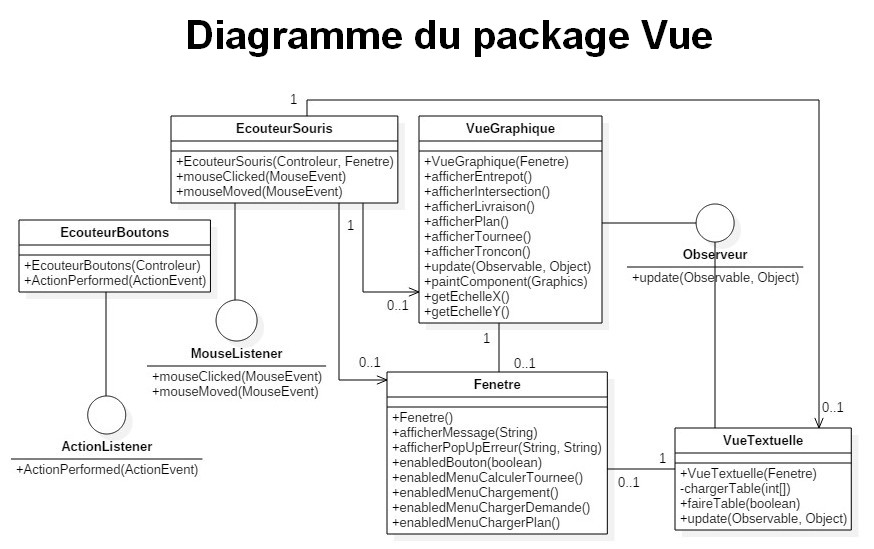 Diagramme du package Vue
1
EcouteurSouris
+EcouteurSouris(Controleur, Fenetre)
+mouseClicked(MouseEvent)
+mouseMoved(MouseEvent)
VueGraphique
+VueGraphique(Fenetre)
+afficherEntrepot()
+afficherIntersection()
+afficherLivraison()
+afficherPlan()
+afficherTournee()
+afficherTroncon()
+update(Observable, Object)
+paintComponent(Graphics)
+getEchelleX()
+getEchelleY()
EcouteurBoutons
+EcouteurBoutons(Controleur)
+ActionPerformed(ActionEvent)
1
0..1
Observeur
+update(Observable, Object)
MouseListener
+mouseClicked(MouseEvent)
+mouseMoved(MouseEvent)
1
0..1
0..1
Fenetre
+Fenetre()
+afficherMessage(String)
+afficherPopUpErreur(String, String)
+enabledBouton(boolean)
+enabledMenuCalculerTournee()
+enabledMenuChargement()
+enabledMenuChargerDemande()
+enabledMenuChargerPlan()
ActionListener
+ActionPerformed(ActionEvent)
0..1
1
0..1
VueTextuelle
+VueTextuelle(Fenetre)
-chargerTable(int[])
+faireTable(boolean)
+update(Observable, Object)